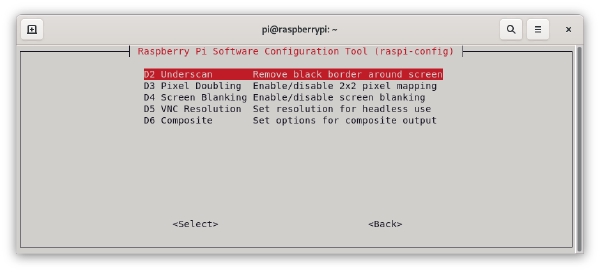 pi@raspberrypi: ~
Raspberry Pi Software Configuration Tool (raspi-config)
D2 Underscan Remove black border around screen
D3 Pixel Doubling Enable/disable 2x2 pixel mapping
D4 Screen Blanking Enable/disable screen blanking
D5 VNC Resolution Set resolution for headless use
D6 Composite Set options for composite output
<Select> <Back>